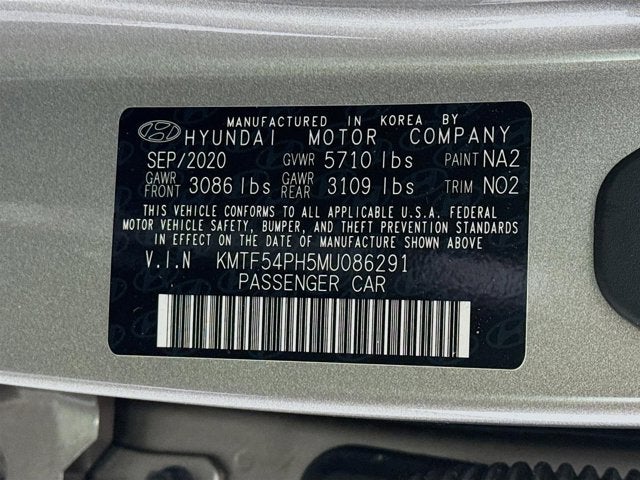 MANUFACTURED IN KOREA BY
HYUNDAI MOTOR COMPANY
SEP/2020 GVWR 5710 lbs PAINT NA2
GAWR FRONT 3086 lbs GAWR REAR 3109 lbs TRIM NO2
THIS VEHICLE CONFORMS TO ALL APPLICABLE U.S.A. FEDERAL
MOTOR VEHICLE SAFETY, BUMPER, AND THEFT PREVENTION STANDARDS
IN EFFECT ON THE DATE OF MANUFACTURE SHOWN ABOVE
V.I.N KMTF54PH5MU086291
PASSENGER CAR